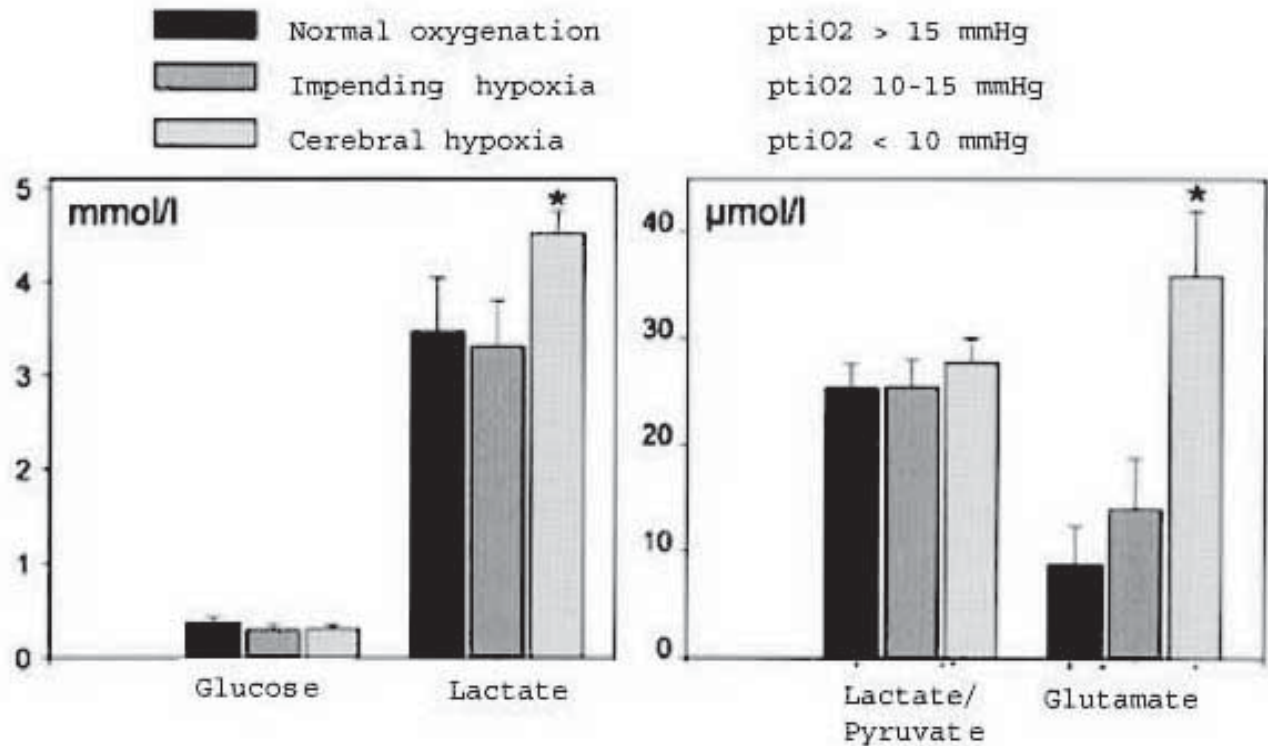 Normal oxygenation ptiO2 > 15 mmHg
Impending hypoxia ptiO2 10-15 mmHg
Cerebral hypoxia ptiO2 < 10 mmHg
mmol/l
5
4
3
2
1
0
*
Glucose Lactate
µmol/l
40
30
20
10
0
*
Lactate/ Glutamate
Pyruvate